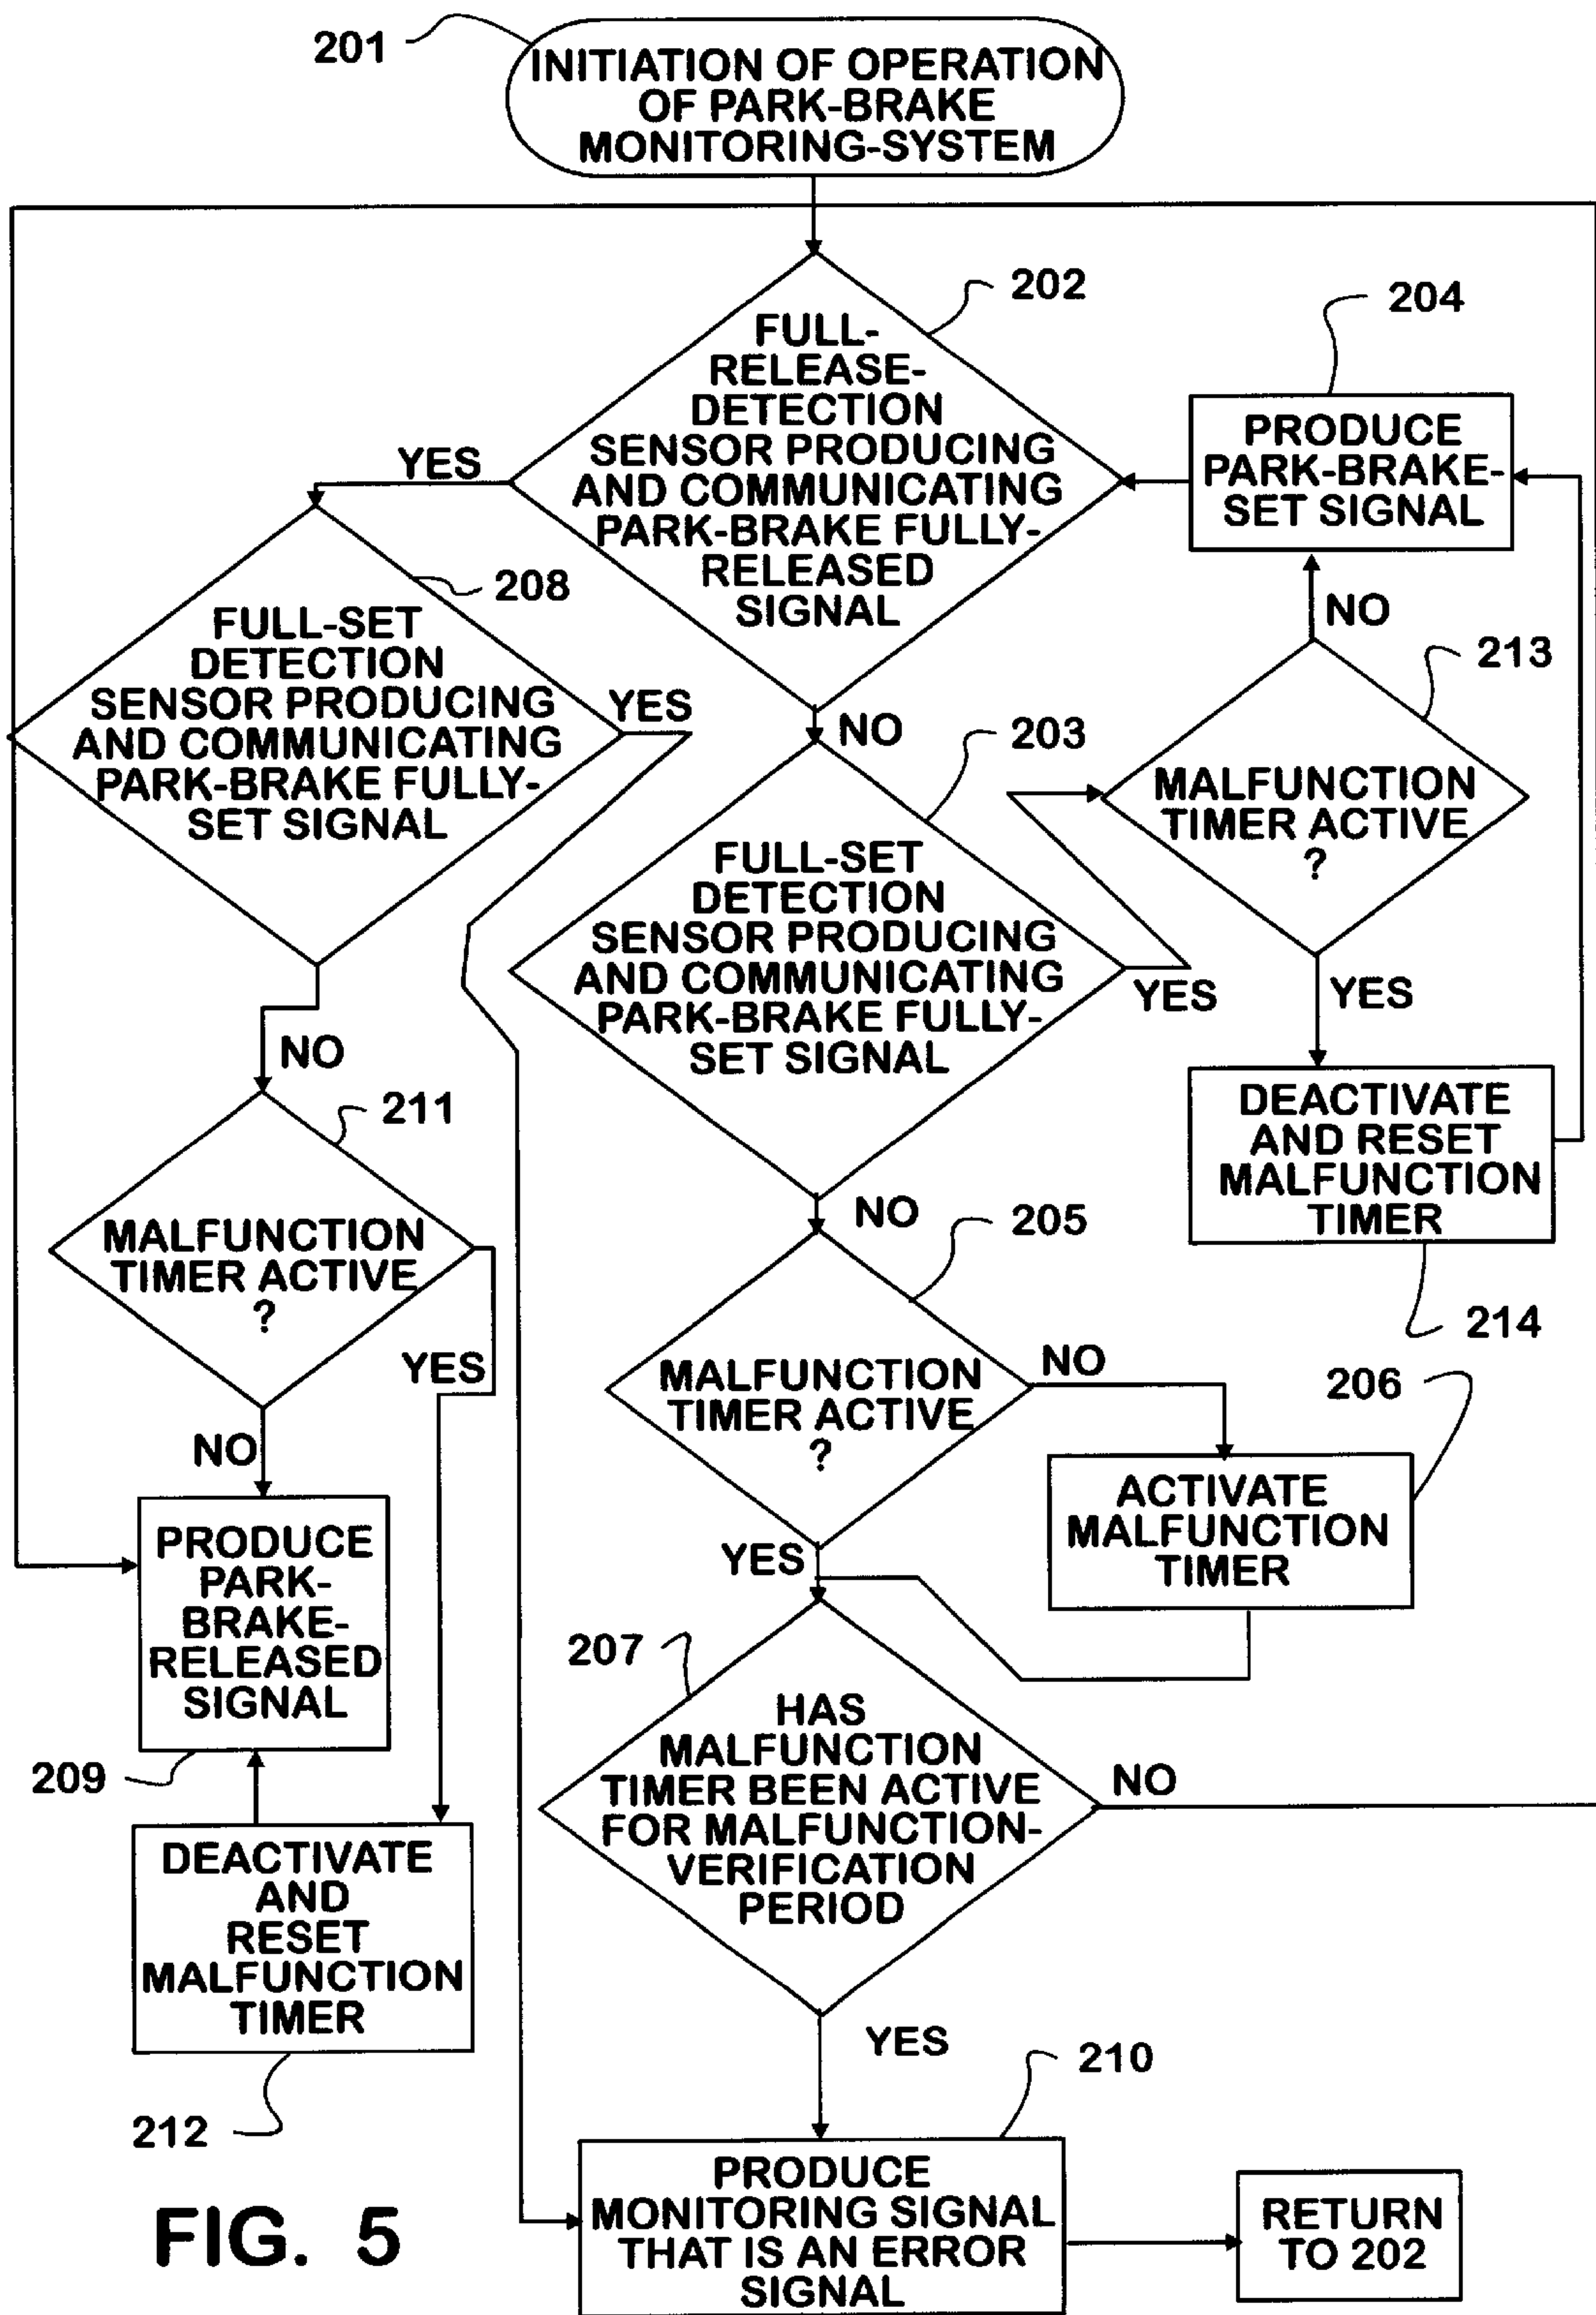 201
INITIATION OF OPERATION
OF PARK-BRAKE
MONITORING-SYSTEM
202
FULL-
RELEASE-
DETECTION
SENSOR PRODUCING
AND COMMUNICATING
PARK-BRAKE FULLY-
RELEASED
SIGNAL
YES
NO
204
PRODUCE
PARK-BRAKE-
SET SIGNAL
NO
213
MALFUNCTION
TIMER ACTIVE
?
YES
DEACTIVATE
AND RESET
MALFUNCTION
TIMER
214
208
FULL-SET
DETECTION
SENSOR PRODUCING
AND COMMUNICATING
PARK-BRAKE FULLY-
SET SIGNAL
YES
NO
203
FULL-SET
DETECTION
SENSOR PRODUCING
AND COMMUNICATING
PARK-BRAKE FULLY-
SET SIGNAL
YES
NO
211
MALFUNCTION
TIMER ACTIVE
?
YES
NO
205
MALFUNCTION
TIMER ACTIVE
?
NO
YES
206
ACTIVATE
MALFUNCTION
TIMER
PRODUCE
PARK-
BRAKE-
RELEASED
SIGNAL
209
207
HAS
MALFUNCTION
TIMER BEEN ACTIVE
FOR MALFUNCTION-
VERIFICATION
PERIOD
NO
YES
DEACTIVATE
AND
RESET
MALFUNCTION
TIMER
212
210
PRODUCE
MONITORING SIGNAL
THAT IS AN ERROR
SIGNAL
RETURN
TO 202
FIG. 5